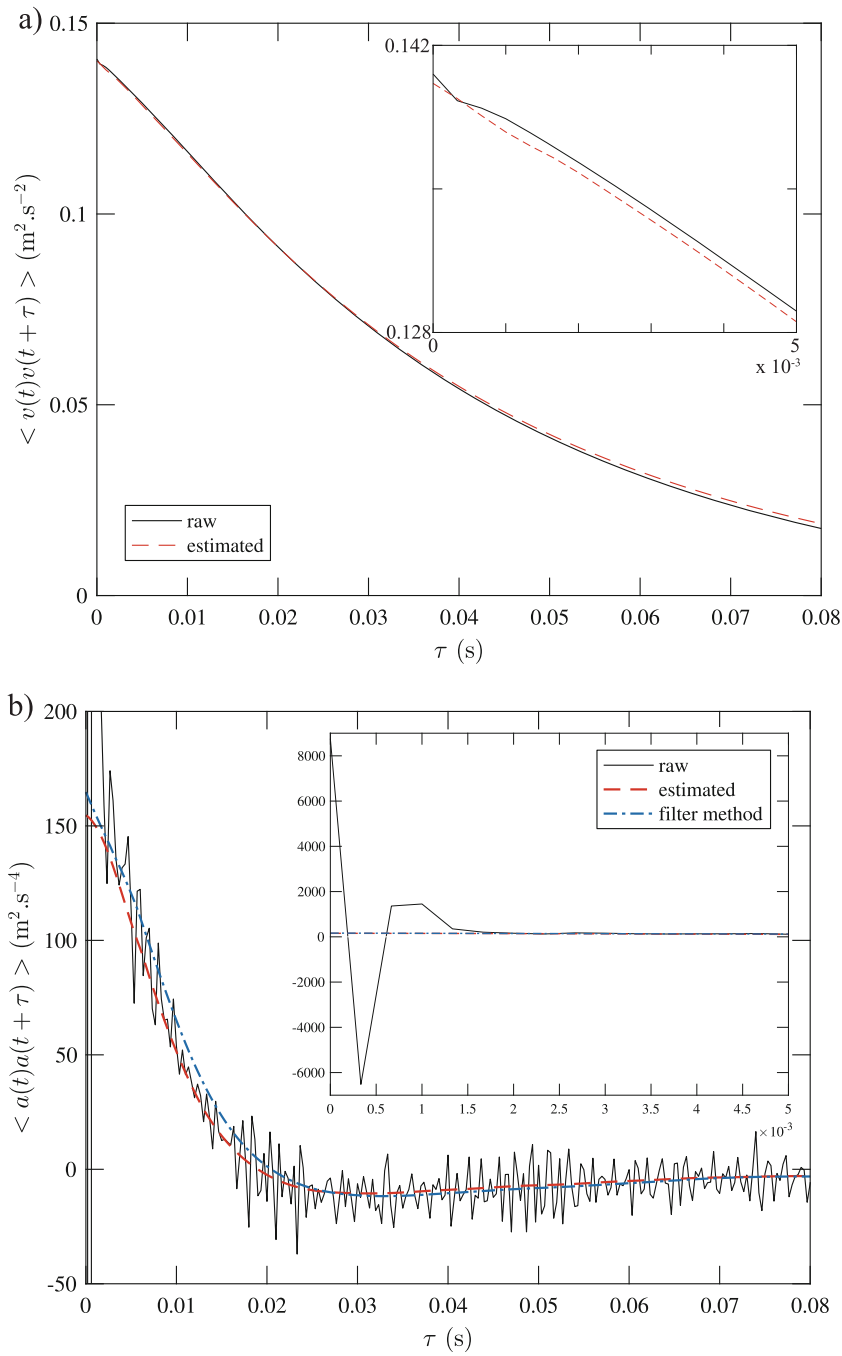 a)
0.15
0.1
0.05
0
< v(t)v(t + τ) > (m².s⁻²)
0.142
0.128
0
5
x 10⁻³
raw
estimated
0 0.01 0.02 0.03 0.04 0.05 0.06 0.07 0.08
τ (s)
b)
200
150
100
50
0
-50
< a(t)a(t + τ) > (m².s⁻⁴)
8000
6000
4000
2000
0
-2000
-4000
-6000
raw
estimated
filter method
0 0.5 1 1.5 2 2.5 3 3.5 4 4.5 5
×10⁻³
0 0.01 0.02 0.03 0.04 0.05 0.06 0.07 0.08
τ (s)